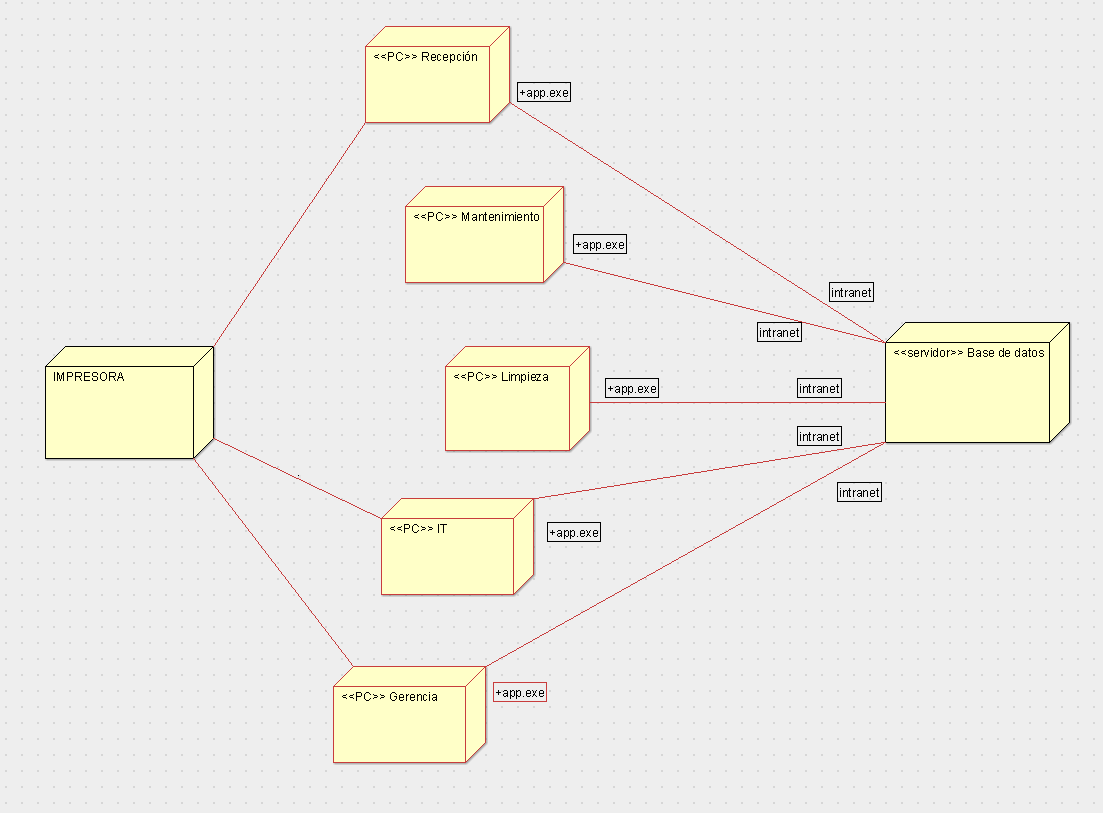 <<PC>> Recepción
+app.exe
<<PC>> Mantenimiento
+app.exe
intranet
intranet
<<servidor>> Base de datos
IMPRESORA
<<PC>> Limpieza
+app.exe
intranet
intranet
intranet
<<PC>> IT
+app.exe
<<PC>> Gerencia
+app.exe